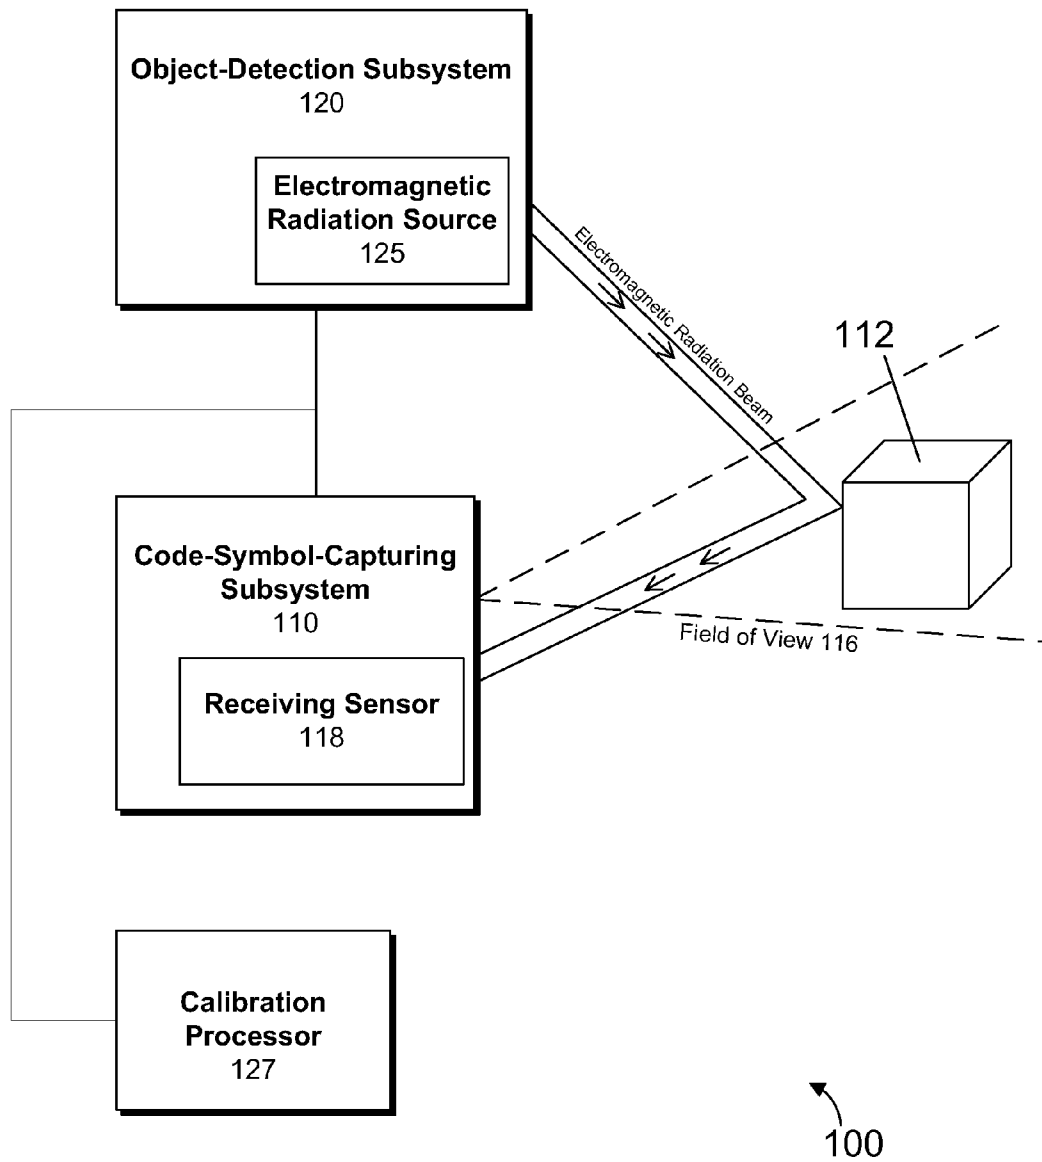 Object-Detection Subsystem
120
Electromagnetic
Radiation Source
125
Electromagnetic Radiation Beam
112
Code-Symbol-Capturing
Subsystem
110
Field of View 116
Receiving Sensor
118
Calibration
Processor
127
100